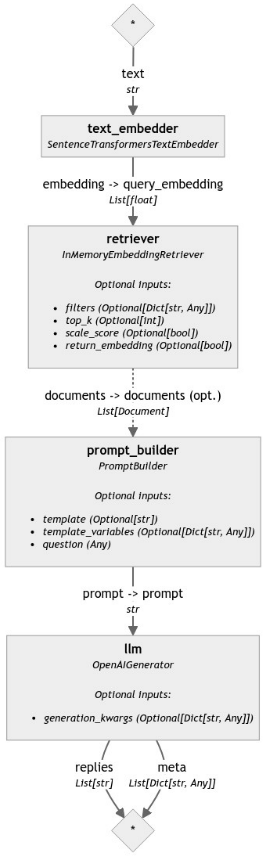 *
text
str
text_embedder
SentenceTransformersTextEmbedder
embedding -> query_embedding
List[float]
retriever
InMemoryEmbeddingRetriever
Optional Inputs:
• filters (Optional[Dict[str, Any]])
• top_k (Optional[int])
• scale_score (Optional[bool])
• return_embedding (Optional[bool])
documents -> documents (opt.)
List[Document]
prompt_builder
PromptBuilder
Optional Inputs:
• template (Optional[str])
• template_variables (Optional[Dict[str, Any]])
• question (Any)
prompt -> prompt
str
llm
OpenAIGenerator
Optional Inputs:
• generation_kwargs (Optional[Dict[str, Any]])
replies
List[str]
meta
List[Dict[str, Any]]
*